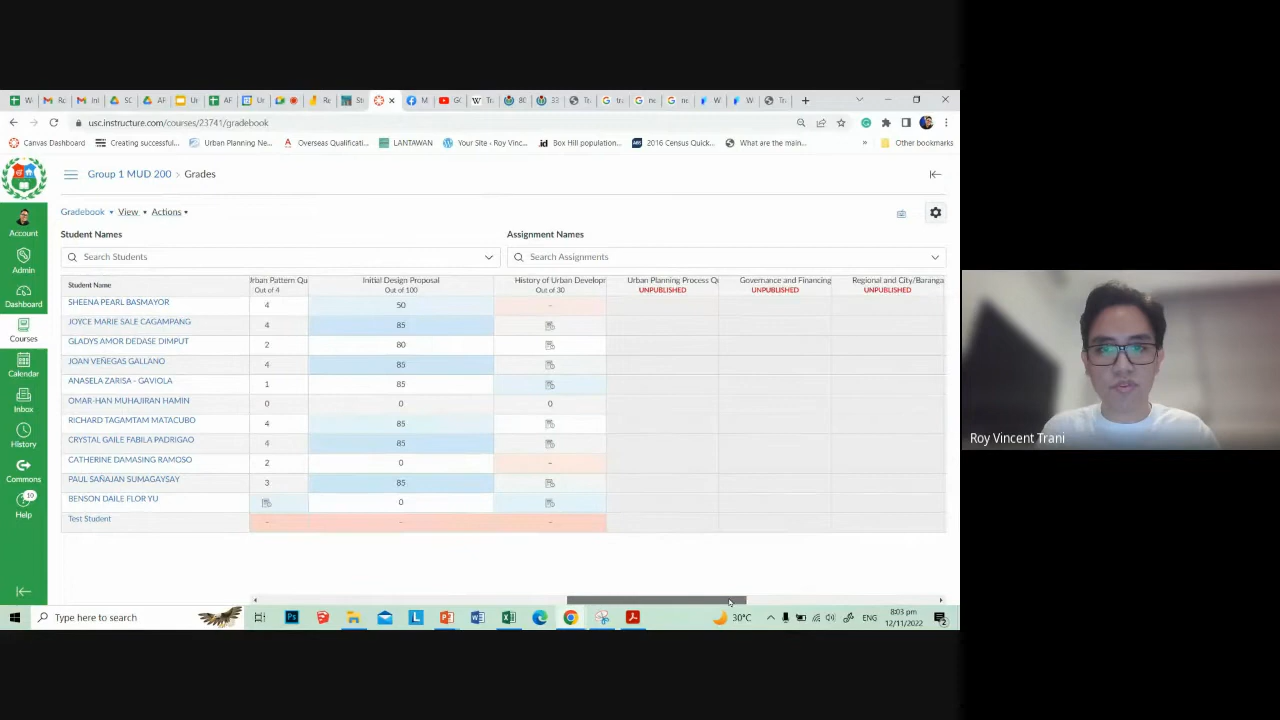 usc.instructure.com/courses/23741/gradebook
Canvas Dashboard
Creating successful...
Urban Planning Ne...
Overseas Qualificati...
LANTAWAN
Your Site ‹ Roy Vinc...
.id Box Hill population...
2016 Census Quick...
What are the main...
»
Other bookmarks
Group 1 MUD 200 > Grades
Gradebook View Actions
Student Names Assignment Names
Search Students Search Assignments
Student Name
Urban Pattern Qu
Out of 4
Initial Design Proposal
Out of 100
History of Urban Develop
Out of 30
Urban Planning Process Q
UNPUBLISHED
Governance and Financing
UNPUBLISHED
Regional and City/Baranga
UNPUBLISHED
SHEENA PEARL BASMAYOR 4 50 –
JOYCE MARIE SALE CAGAMPANG 4 85
GLADYS AMOR DEDASE DIMPUT 2 80
JOAN VEÑEGAS GALLANO 4 85
ANASELA ZARISA - GAVIOLA 1 85
OMAR-HAN MUHAJIRAN HAMIN 0 0 0
RICHARD TAGAMTAM MATACUBO 4 85
CRYSTAL GAILE FABILA PADRIGAO 4 85
CATHERINE DAMASING RAMOSO 2 0 –
PAUL SAÑAJAN SUMAGAYSAY 3 85
BENSON DAILE FLOR YU 0
Test Student – – –
Account
Admin
Dashboard
Courses
Calendar
Inbox
History
Commons
10
Help
Type here to search
30°C
ENG
8:03 pm
12/11/2022
2
Roy Vincent Trani